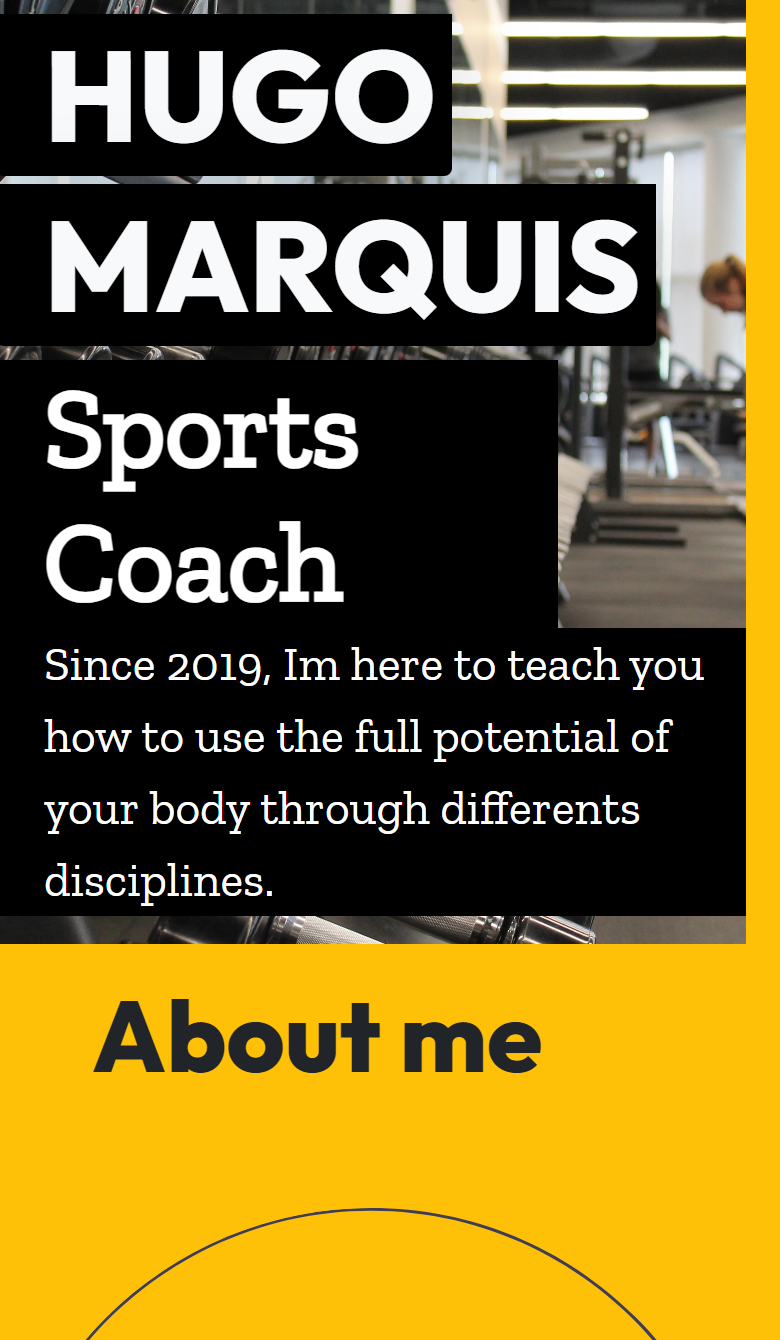 HUGO
MARQUIS
Sports
Coach
Since 2019, Im here to teach you
how to use the full potential of
your body through differents
disciplines.
About me